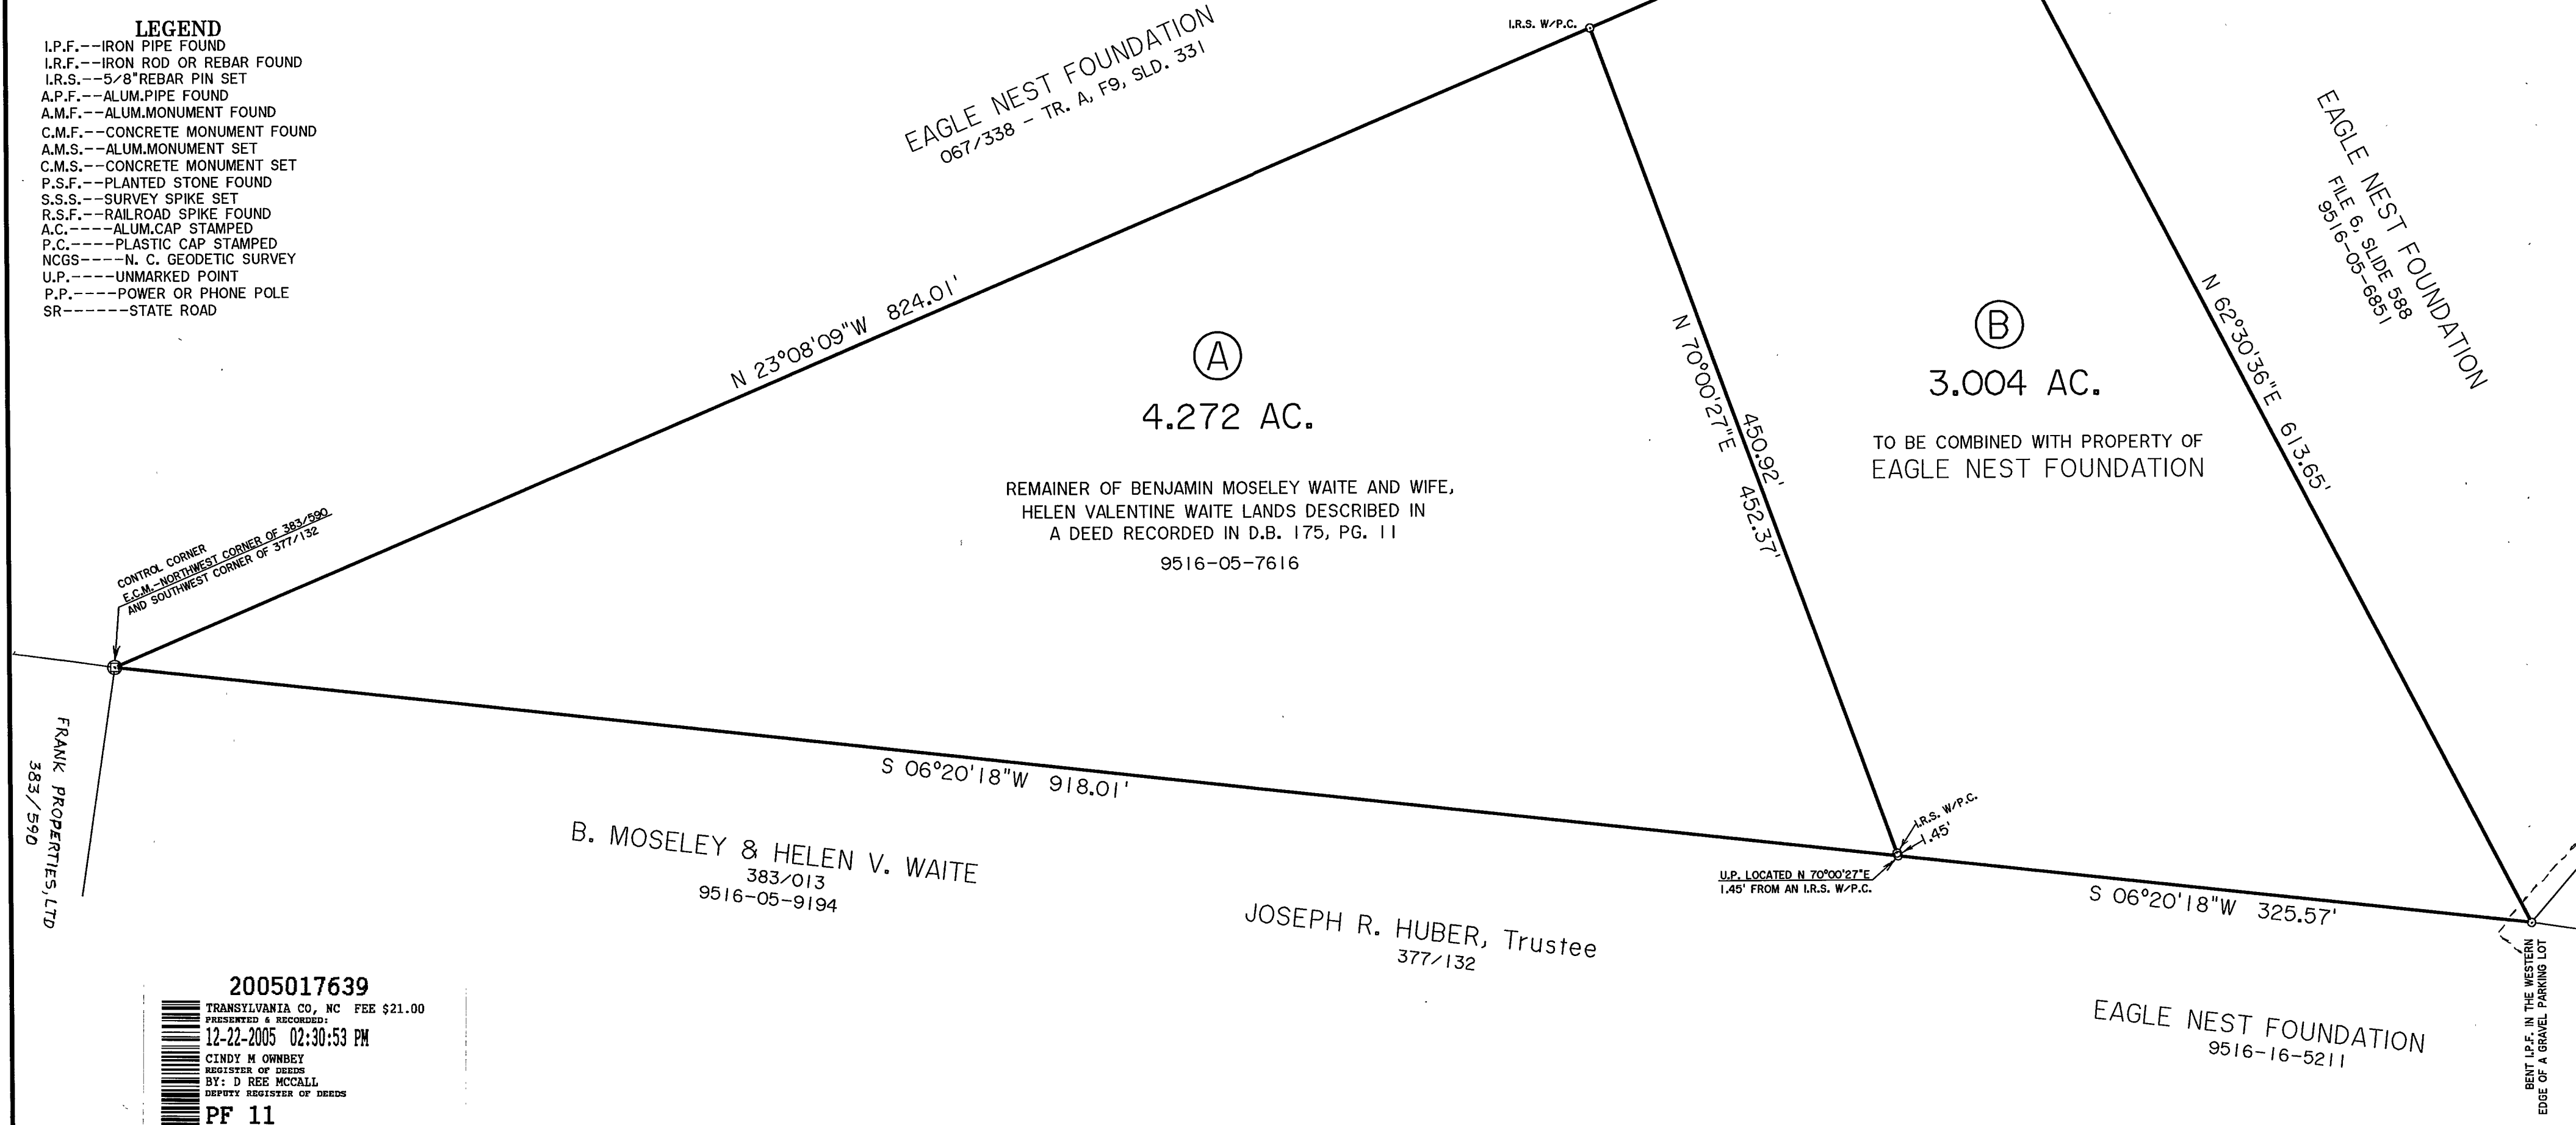 LEGEND
I.P.F.--IRON PIPE FOUND
I.R.F.--IRON ROD OR REBAR FOUND
I.R.S.--5/8"REBAR PIN SET
A.P.F.--ALUM.PIPE FOUND
A.M.F.--ALUM.MONUMENT FOUND
C.M.F.--CONCRETE MONUMENT FOUND
A.M.S.--ALUM.MONUMENT SET
C.M.S.--CONCRETE MONUMENT SET
P.S.F.--PLANTED STONE FOUND
S.S.S.--SURVEY SPIKE SET
R.S.F.--RAILROAD SPIKE FOUND
A.C.----ALUM.CAP STAMPED
P.C.----PLASTIC CAP STAMPED
NCGS----N. C. GEODETIC SURVEY
U.P.----UNMARKED POINT
P.P.----POWER OR PHONE POLE
SR------STATE ROAD
EAGLE NEST FOUNDATION
067/338 - TR. A, F9, SLD. 331
I.R.S. W/P.C.
EAGLE NEST FOUNDATION
FILE 6, SLIDE 588
9516-05-6851
N 23°08'09"W 824.01'
N 70°00'27"E
450.92'
452.37'
N 62°30'36"E 613.65'
A
4.272 AC.
REMAINER OF BENJAMIN MOSELEY WAITE AND WIFE,
HELEN VALENTINE WAITE LANDS DESCRIBED IN
A DEED RECORDED IN D.B. 175, PG. 11
9516-05-7616
B
3.004 AC.
TO BE COMBINED WITH PROPERTY OF
EAGLE NEST FOUNDATION
CONTROL CORNER
E.C.M.-NORTHWEST CORNER OF 383/590
AND SOUTHWEST CORNER OF 377/132
FRANK PROPERTIES, LTD
383/590
S 06°20'18"W 918.01'
B. MOSELEY & HELEN V. WAITE
383/013
9516-05-9194
JOSEPH R. HUBER, Trustee
377/132
I.R.S. W/P.C.
1.45'
U.P. LOCATED N 70°00'27"E
1.45' FROM AN I.R.S. W/P.C.
S 06°20'18"W 325.57'
EAGLE NEST FOUNDATION
9516-16-5211
BENT I.P.F. IN THE WESTERN
EDGE OF A GRAVEL PARKING LOT
2005017639
TRANSYLVANIA CO, NC FEE $21.00
PRESENTED & RECORDED:
12-22-2005 02:30:53 PM
CINDY M OWNBEY
REGISTER OF DEEDS
BY: D REE MCCALL
DEPUTY REGISTER OF DEEDS
PF 11